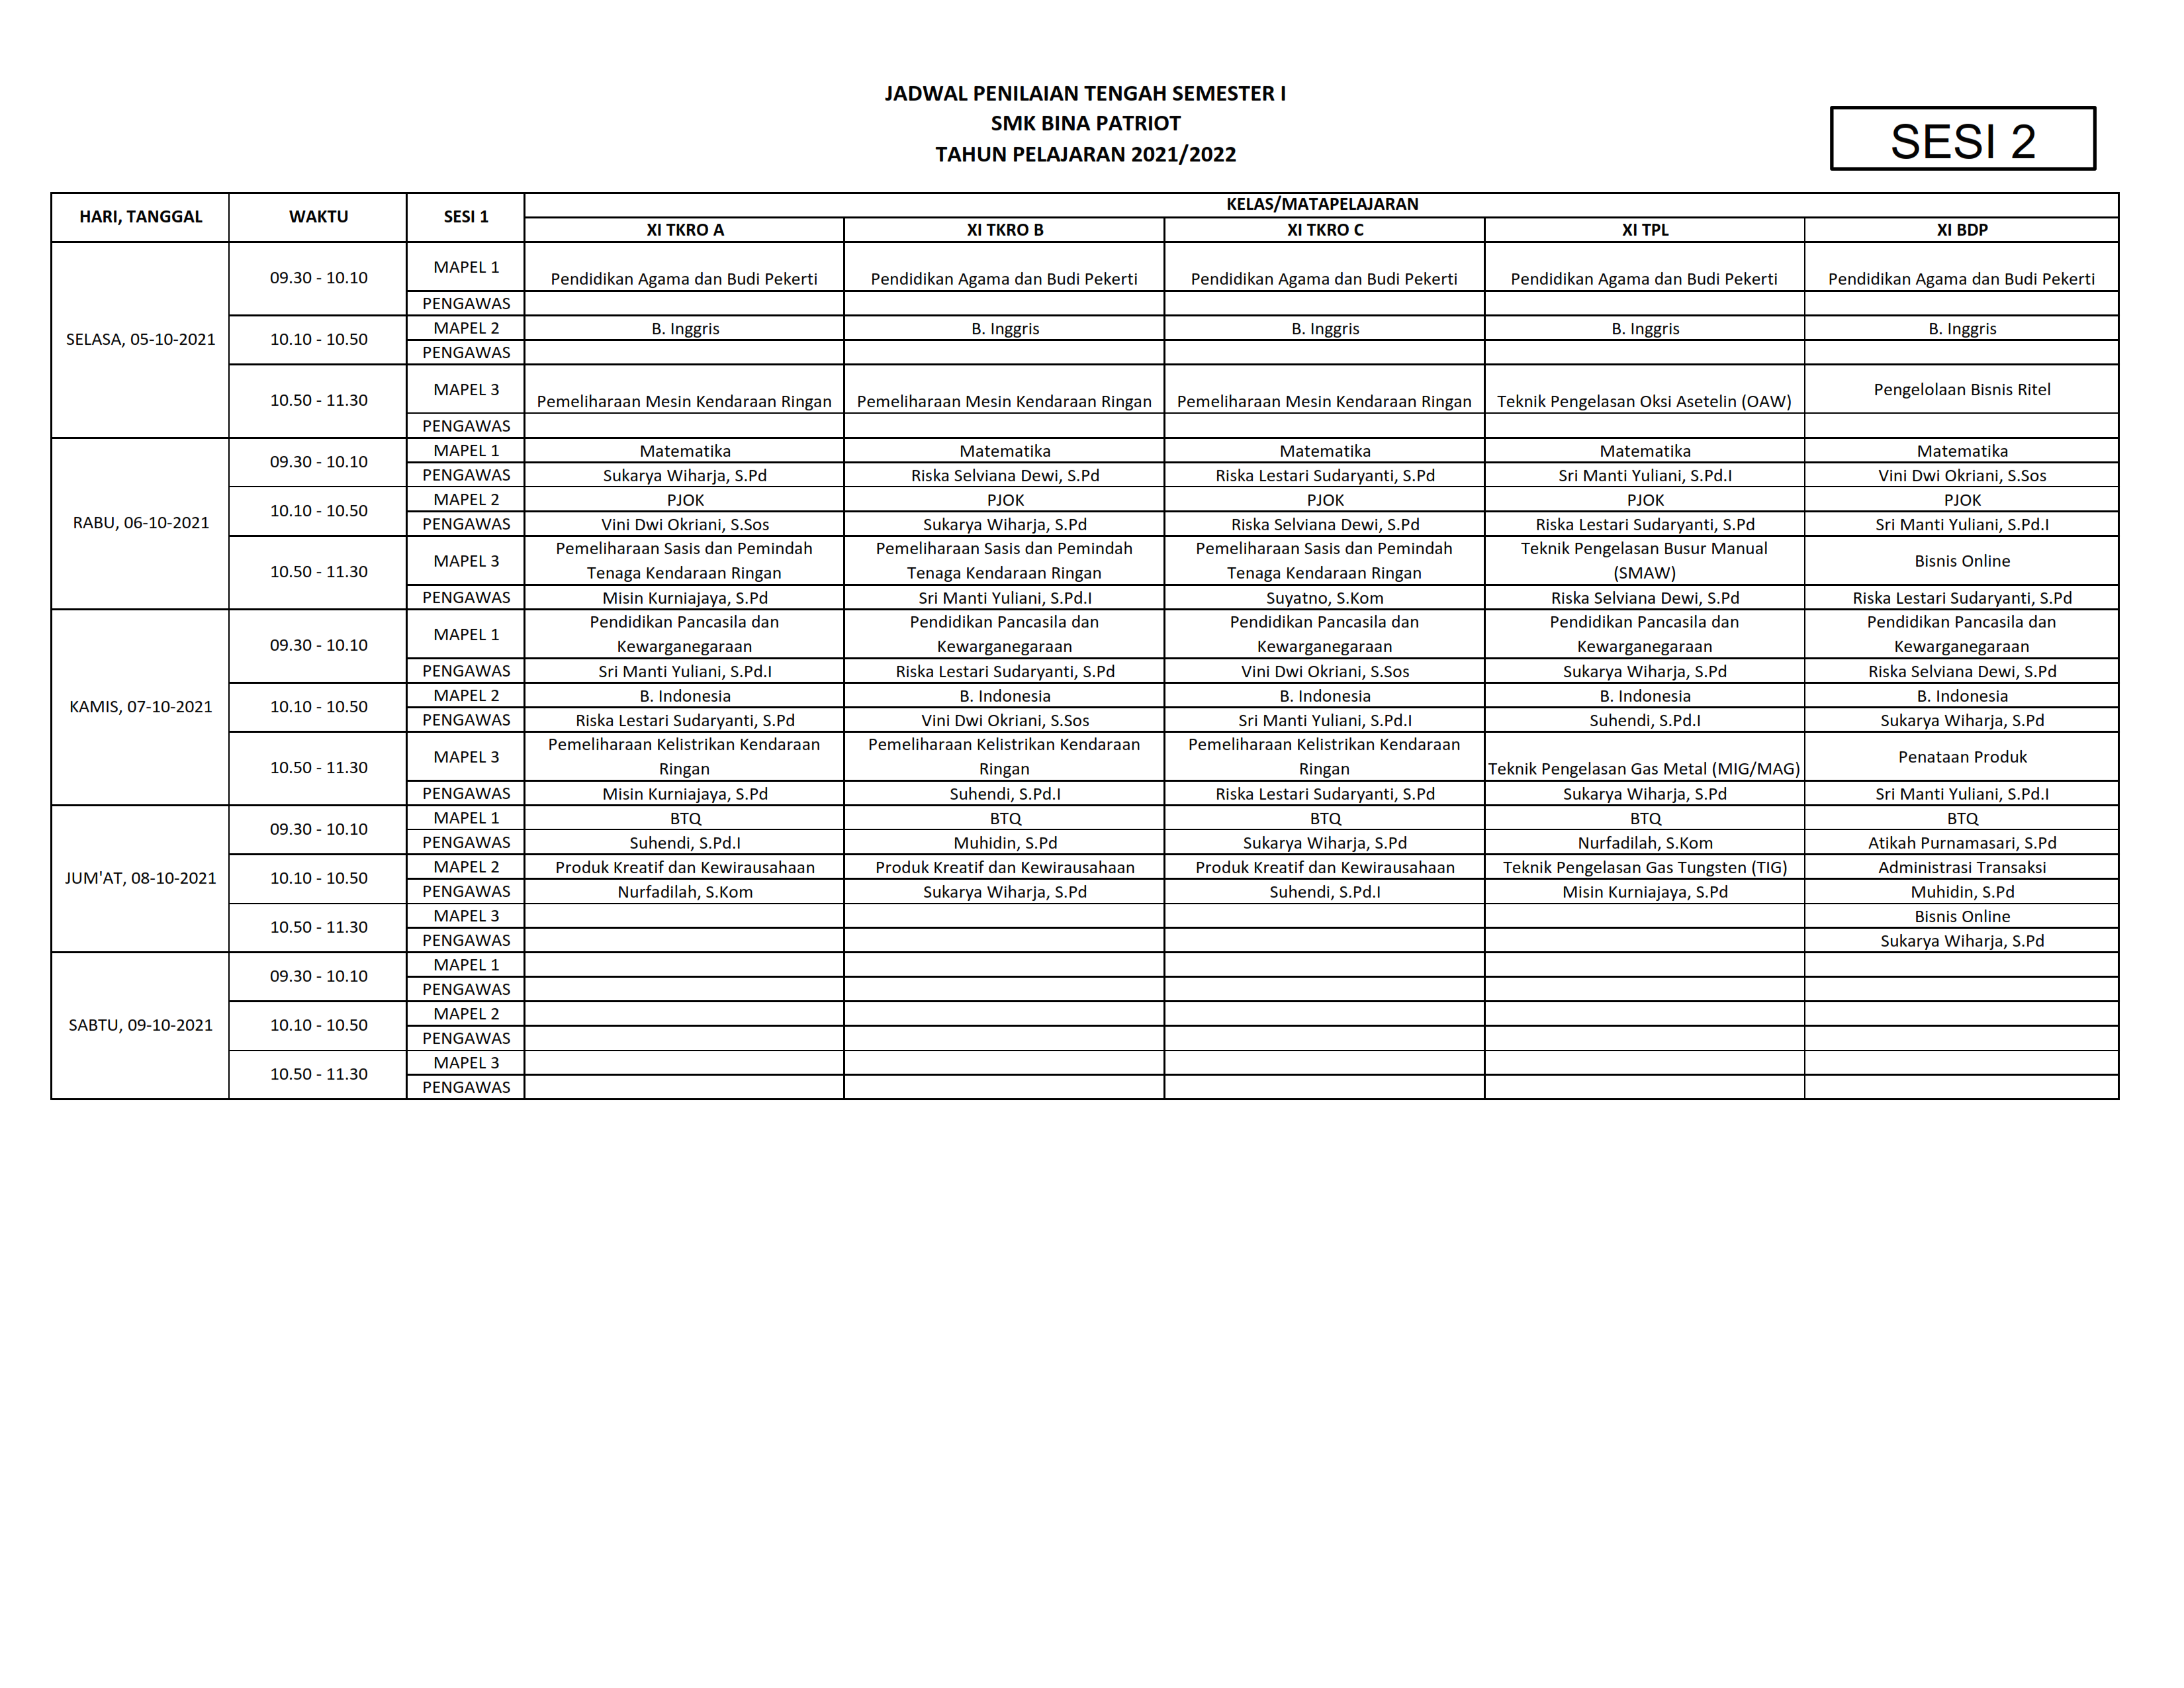 JADWAL PENILAIAN TENGAH SEMESTER I
SMK BINA PATRIOT
TAHUN PELAJARAN 2021/2022
SESI 2
HARI, TANGGAL WAKTU SESI 1 KELAS/MATAPELAJARAN
XI TKRO A XI TKRO B XI TKRO C XI TPL XI BDP
SELASA, 05-10-2021
09.30 - 10.10 MAPEL 1 Pendidikan Agama dan Budi Pekerti Pendidikan Agama dan Budi Pekerti Pendidikan Agama dan Budi Pekerti Pendidikan Agama dan Budi Pekerti Pendidikan Agama dan Budi Pekerti
PENGAWAS
10.10 - 10.50 MAPEL 2 B. Inggris B. Inggris B. Inggris B. Inggris B. Inggris
PENGAWAS
10.50 - 11.30 MAPEL 3 Pemeliharaan Mesin Kendaraan Ringan Pemeliharaan Mesin Kendaraan Ringan Pemeliharaan Mesin Kendaraan Ringan Teknik Pengelasan Oksi Asetelin (OAW) Pengelolaan Bisnis Ritel
PENGAWAS
RABU, 06-10-2021
09.30 - 10.10 MAPEL 1 Matematika Matematika Matematika Matematika Matematika
PENGAWAS Sukarya Wiharja, S.Pd Riska Selviana Dewi, S.Pd Riska Lestari Sudaryanti, S.Pd Sri Manti Yuliani, S.Pd.I Vini Dwi Okriani, S.Sos
10.10 - 10.50 MAPEL 2 PJOK PJOK PJOK PJOK PJOK
PENGAWAS Vini Dwi Okriani, S.Sos Sukarya Wiharja, S.Pd Riska Selviana Dewi, S.Pd Riska Lestari Sudaryanti, S.Pd Sri Manti Yuliani, S.Pd.I
10.50 - 11.30 MAPEL 3 Pemeliharaan Sasis dan Pemindah Tenaga Kendaraan Ringan Pemeliharaan Sasis dan Pemindah Tenaga Kendaraan Ringan Pemeliharaan Sasis dan Pemindah Tenaga Kendaraan Ringan Teknik Pengelasan Busur Manual (SMAW) Bisnis Online
PENGAWAS Misin Kurniajaya, S.Pd Sri Manti Yuliani, S.Pd.I Suyatno, S.Kom Riska Selviana Dewi, S.Pd Riska Lestari Sudaryanti, S.Pd
KAMIS, 07-10-2021
09.30 - 10.10 MAPEL 1 Pendidikan Pancasila dan Kewarganegaraan Pendidikan Pancasila dan Kewarganegaraan Pendidikan Pancasila dan Kewarganegaraan Pendidikan Pancasila dan Kewarganegaraan Pendidikan Pancasila dan Kewarganegaraan
PENGAWAS Sri Manti Yuliani, S.Pd.I Riska Lestari Sudaryanti, S.Pd Vini Dwi Okriani, S.Sos Sukarya Wiharja, S.Pd Riska Selviana Dewi, S.Pd
10.10 - 10.50 MAPEL 2 B. Indonesia B. Indonesia B. Indonesia B. Indonesia B. Indonesia
PENGAWAS Riska Lestari Sudaryanti, S.Pd Vini Dwi Okriani, S.Sos Sri Manti Yuliani, S.Pd.I Suhendi, S.Pd.I Sukarya Wiharja, S.Pd
10.50 - 11.30 MAPEL 3 Pemeliharaan Kelistrikan Kendaraan Ringan Pemeliharaan Kelistrikan Kendaraan Ringan Pemeliharaan Kelistrikan Kendaraan Ringan Teknik Pengelasan Gas Metal (MIG/MAG) Penataan Produk
PENGAWAS Misin Kurniajaya, S.Pd Suhendi, S.Pd.I Riska Lestari Sudaryanti, S.Pd Sukarya Wiharja, S.Pd Sri Manti Yuliani, S.Pd.I
JUM'AT, 08-10-2021
09.30 - 10.10 MAPEL 1 BTQ BTQ BTQ BTQ BTQ
PENGAWAS Suhendi, S.Pd.I Muhidin, S.Pd Sukarya Wiharja, S.Pd Nurfadilah, S.Kom Atikah Purnamasari, S.Pd
10.10 - 10.50 MAPEL 2 Produk Kreatif dan Kewirausahaan Produk Kreatif dan Kewirausahaan Produk Kreatif dan Kewirausahaan Teknik Pengelasan Gas Tungsten (TIG) Administrasi Transaksi
PENGAWAS Nurfadilah, S.Kom Sukarya Wiharja, S.Pd Suhendi, S.Pd.I Misin Kurniajaya, S.Pd Muhidin, S.Pd
10.50 - 11.30 MAPEL 3 Bisnis Online
PENGAWAS Sukarya Wiharja, S.Pd
SABTU, 09-10-2021
09.30 - 10.10 MAPEL 1
PENGAWAS
10.10 - 10.50 MAPEL 2
PENGAWAS
10.50 - 11.30 MAPEL 3
PENGAWAS